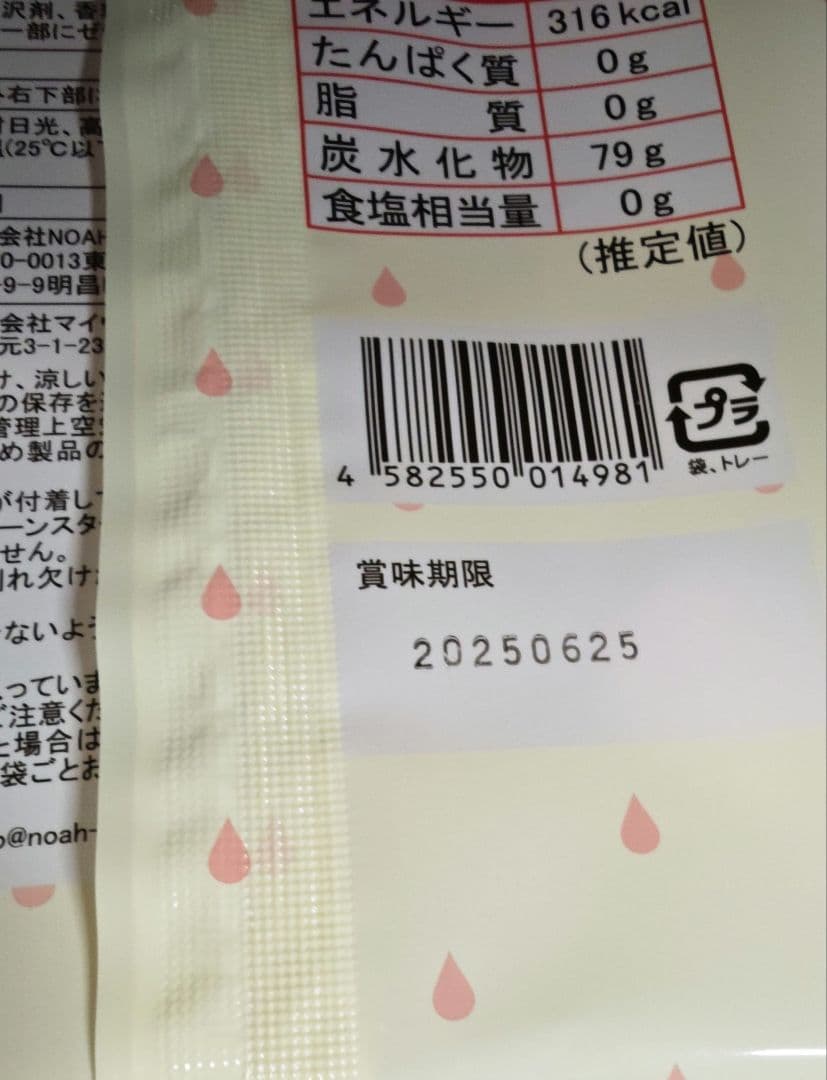 沢剤、香
一部にぜ
右下部に
日光、高
(25℃以下
会社NOAH
0-0013東
-9-9明昌
会社マイ
元3-1-23
け、涼しい
の保存を
管理上空
め製品の
が付着し
ーンスタ
せん。
れ欠け
ないよう
っていま
ご注意くだ
場合は
袋ごとお
@noah-
エネルギー 316kcal
たんぱく質 0g
脂質 0g
炭水化物 79g
食塩相当量 0g
(推定値)
4 582550 014981
プラ
袋、トレー
賞味期限
20250625